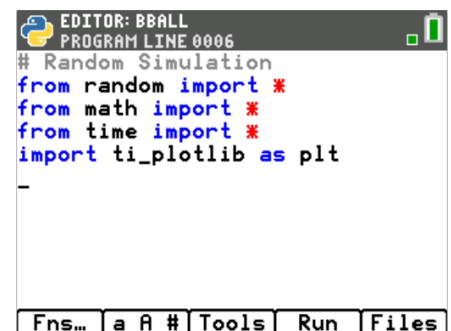 EDITOR: BBALL
PROGRAM LINE 0006
# Random Simulation
from random import *
from math import *
from time import *
import ti_plotlib as plt
_
Fns… a A # Tools Run Files